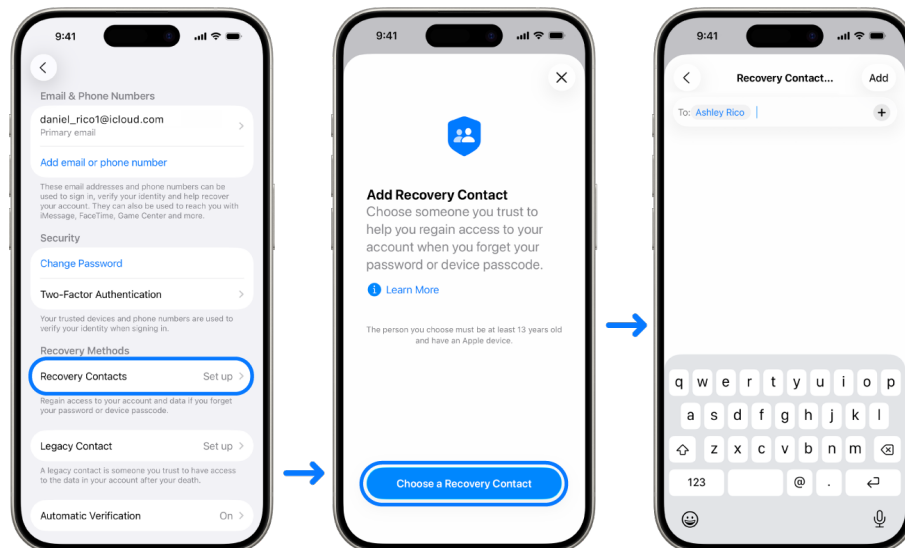 9:41
Email & Phone Numbers
daniel_rico1@icloud.com
Primary email
Add email or phone number
These email addresses and phone numbers can be
used to sign in, verify your identity and help recover
your account. They can also be used to reach you with
iMessage, FaceTime, Game Center and more.
Security
Change Password
Two-Factor Authentication
Your trusted devices and phone numbers are used to
verify your identity when signing in.
Recovery Methods
Recovery Contacts Set up
Regain access to your account and data if you forget
your password or device passcode.
Legacy Contact Set up
A legacy contact is someone you trust to have access
to the data in your account after your death.
Automatic Verification On
9:41
Add Recovery Contact
Choose someone you trust to
help you regain access to your
account when you forget your
password or device passcode.
Learn More
The person you choose must be at least 13 years old
and have an Apple device.
Choose a Recovery Contact
9:41
Recovery Contact... Add
To: Ashley Rico
q w e r t y u i o p
a s d f g h j k l
z x c v b n m
123 @ .